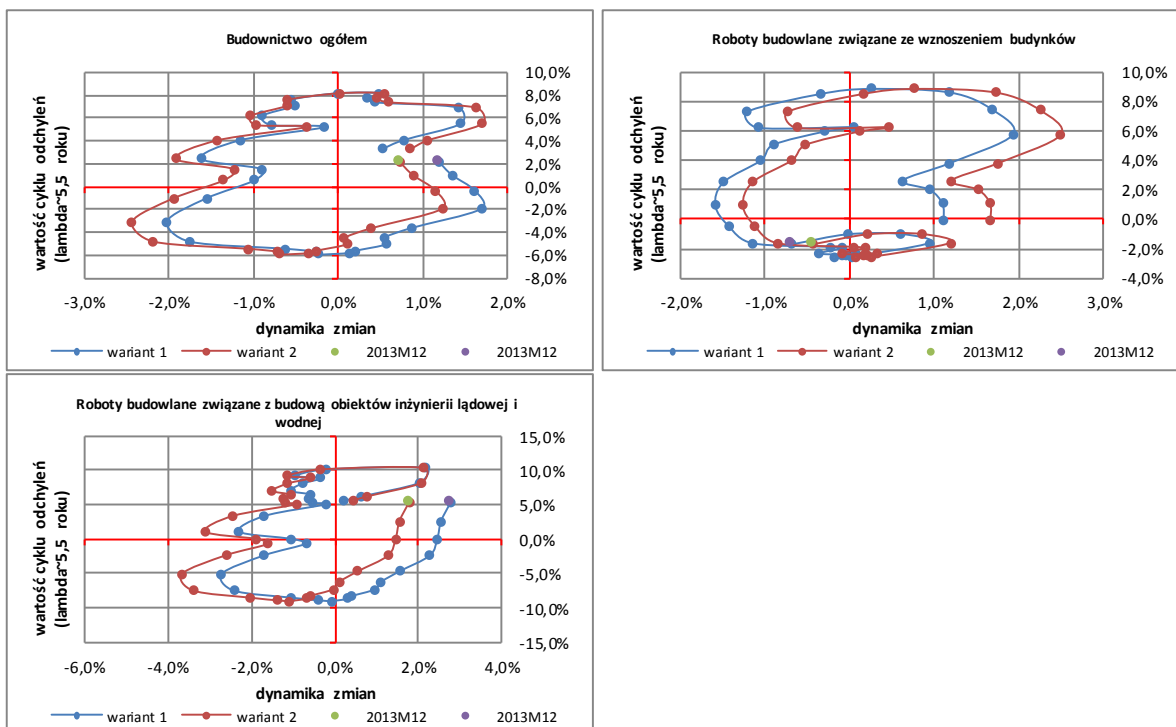 Budownictwo ogółem
10,0%
8,0%
6,0%
4,0%
2,0%
0,0%
-2,0%
-4,0%
-6,0%
-8,0%
-3,0% -2,0% -1,0% 0,0% 1,0% 2,0%
wartość cyklu odchyleń
(lambda~5,5 roku)
dynamika zmian
wariant 1 wariant 2 2013M12 2013M12
Roboty budowlane związane ze wznoszeniem budynków
10,0%
8,0%
6,0%
4,0%
2,0%
0,0%
-2,0%
-4,0%
-2,0% -1,0% 0,0% 1,0% 2,0% 3,0%
wartość cyklu odchyleń
(lambda~5,5 roku)
dynamika zmian
wariant 1 wariant 2 2013M12 2013M12
Roboty budowlane związane z budową obiektów inżynierii lądowej i
wodnej
15,0%
10,0%
5,0%
0,0%
-5,0%
-10,0%
-15,0%
-6,0% -4,0% -2,0% 0,0% 2,0% 4,0%
wartość cyklu odchyleń
(lambda~5,5 roku)
dynamika zmian
wariant 1 wariant 2 2013M12 2013M12